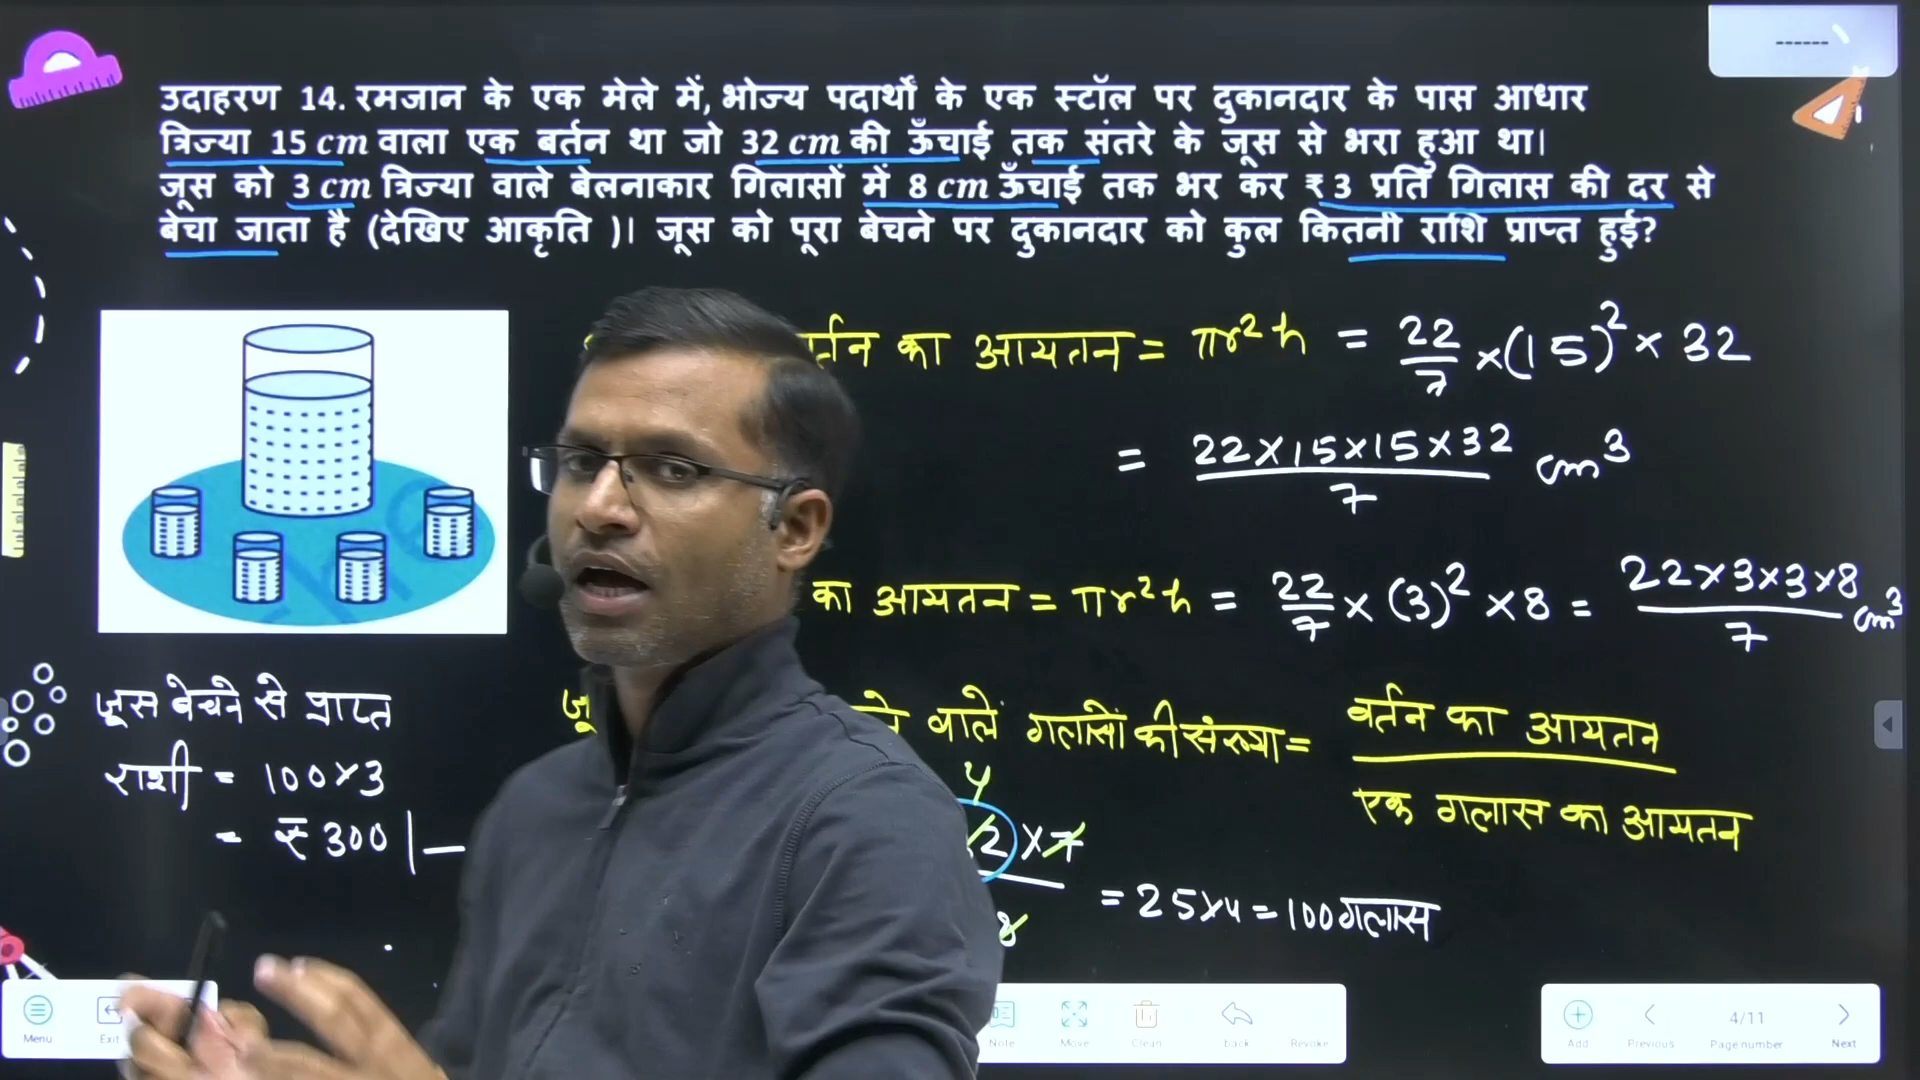 ------
उदाहरण 14. रमजान के एक मेले में, भोज्य पदार्थों के एक स्टॉल पर दुकानदार के पास आधार
त्रिज्या 15 cm वाला एक बर्तन था जो 32 cm की ऊँचाई तक संतरे के जूस से भरा हुआ था।
जूस को 3 cm त्रिज्या वाले बेलनाकार गिलासों में 8 cm ऊँचाई तक भर कर ₹ 3 प्रति गिलास की दर से
बेचा जाता है (देखिए आकृति )। जूस को पूरा बेचने पर दुकानदार को कुल कितनी राशि प्राप्त हुई?
का आयतन = πr²h = 22/7 × (15)² × 32
= 22×15×15×32/7 cm³
का आयतन = πr²h = 22/7 × (3)² × 8 = 22×3×3×8/7 cm³
वाले गलासों की संख्या = बर्तन का आयतन / एक गलास का आयतन
4
2×7
8
= 25×4 = 100 गलास
जूस बेचने से प्राप्त
राशी = 100×3
= ₹300/-
Menu
Exit
Note
Move
Clean
back
Revoke
Add
Previous
4/11
Page number
Next